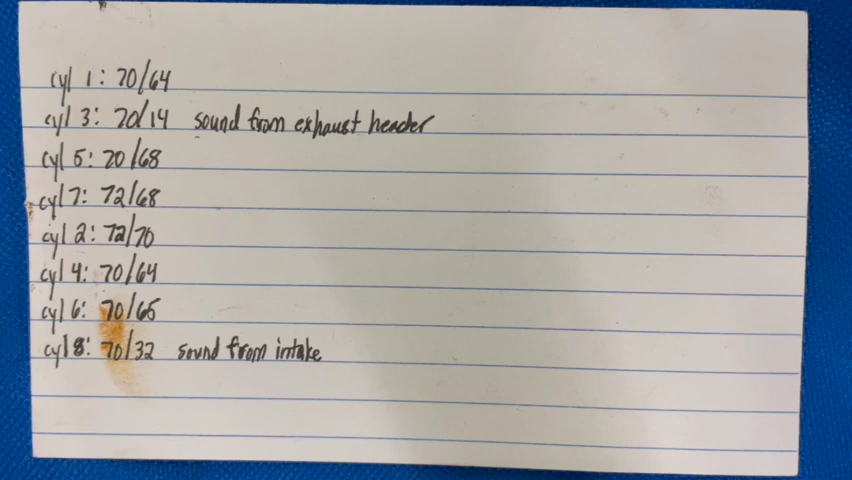 cyl 1: 70/64
cyl 3: 70/14 sound from exhaust header
cyl 5: 70/68
cyl 7: 72/68
cyl 2: 72/70
cyl 4: 70/64
cyl 6: 70/65
cyl 8: 70/32 sound from intake